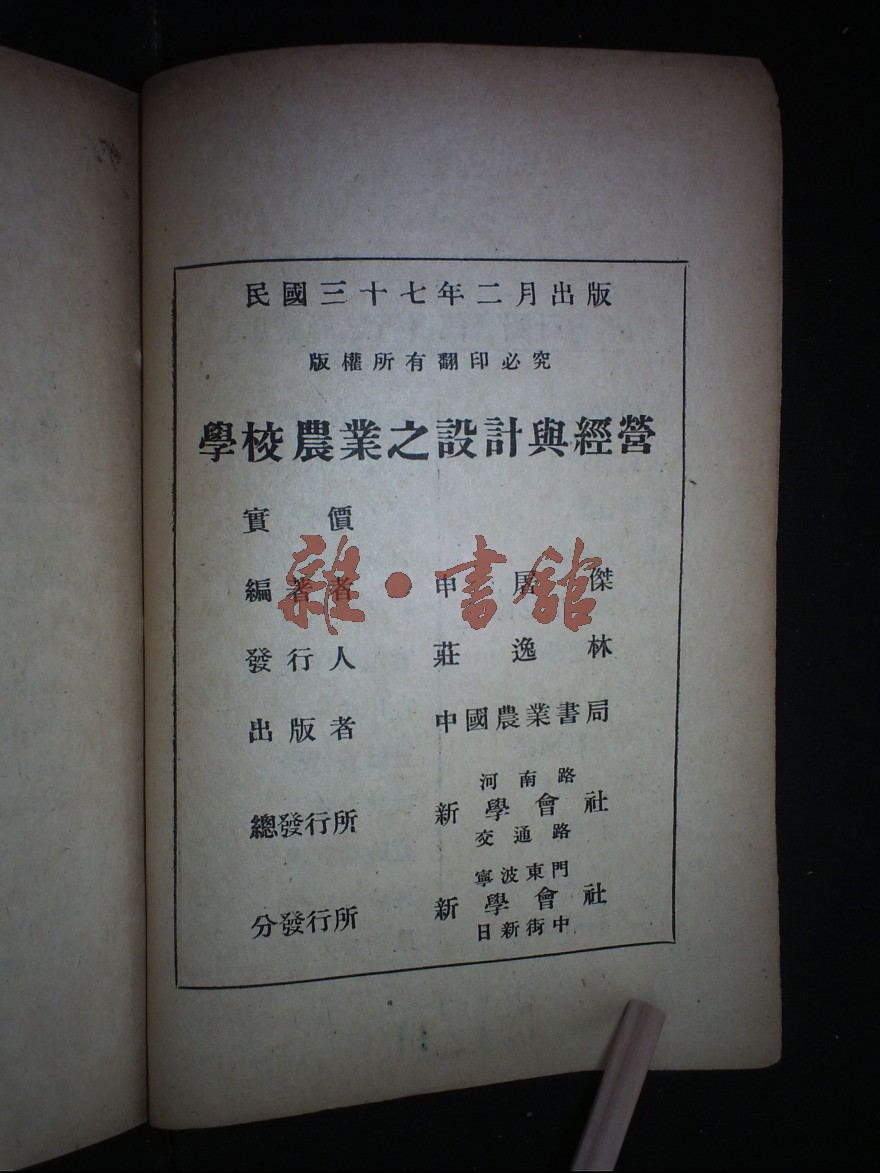 民國三十七年二月出版
版權所有翻印必究
學校農業之設計與經營
實價
編著者 申屠傑
發行人 莊逸林
出版者 中國農業書局
總發行所 新學會社 河南路 交通路
分發行所 新學會社 寧波東門 日新街中
雜·書館